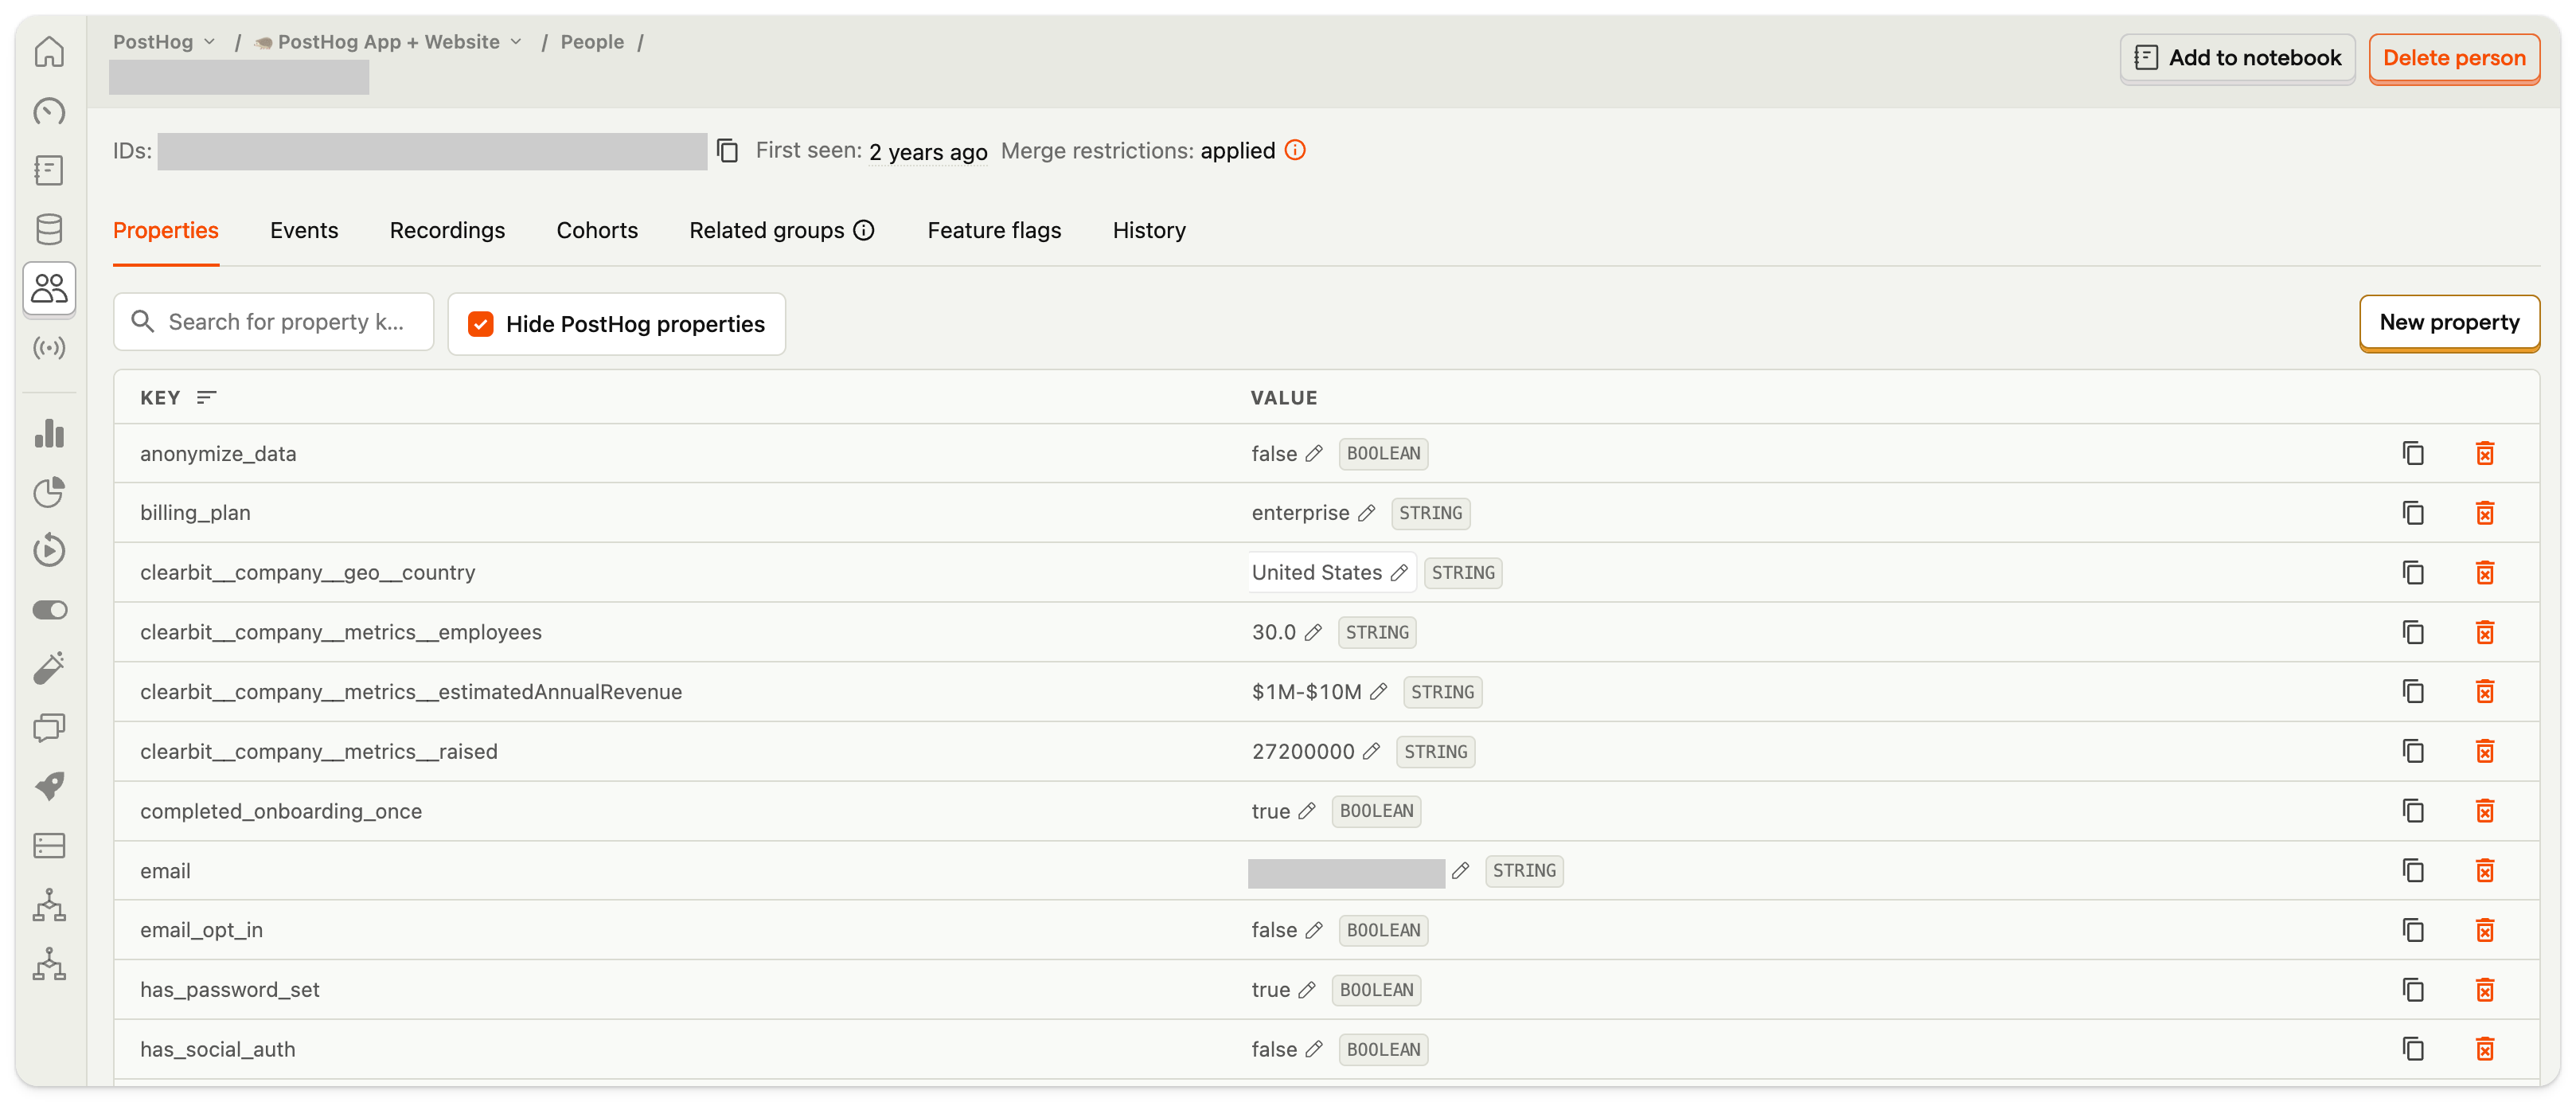 PostHog / PostHog App + Website / People /
Add to notebook
Delete person
IDs: First seen: 2 years ago Merge restrictions: applied
Properties Events Recordings Cohorts Related groups Feature flags History
Search for property k...
Hide PostHog properties
New property
KEY VALUE
anonymize_data false BOOLEAN
billing_plan enterprise STRING
clearbit__company__geo__country United States STRING
clearbit__company__metrics__employees 30.0 STRING
clearbit__company__metrics__estimatedAnnualRevenue $1M-$10M STRING
clearbit__company__metrics__raised 27200000 STRING
completed_onboarding_once true BOOLEAN
email STRING
email_opt_in false BOOLEAN
has_password_set true BOOLEAN
has_social_auth false BOOLEAN